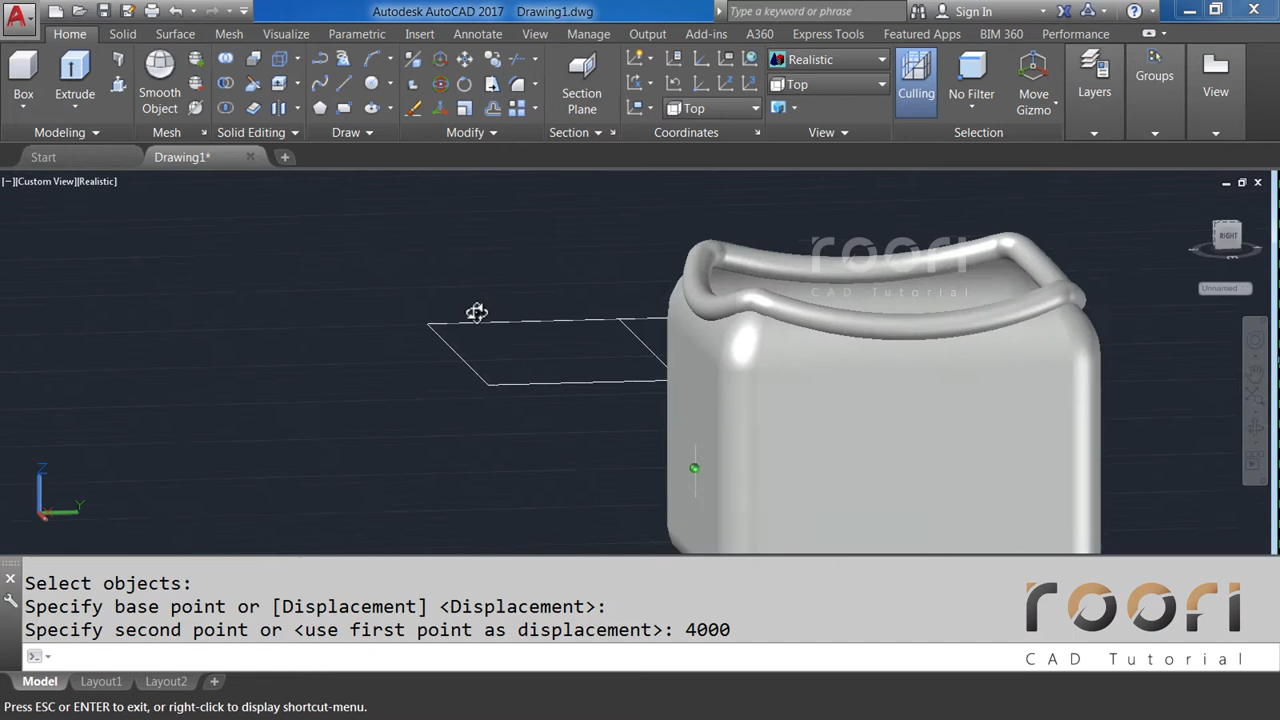 Autodesk AutoCAD 2017 Drawing1.dwg
Type a keyword or phrase
Sign In
Home Solid Surface Mesh Visualize Parametric Insert Annotate View Manage Output Add-ins A360 Express Tools Featured Apps BIM 360 Performance
Box
Extrude
Smooth Object
Section Plane
Realistic
Top
Top
Culling
No Filter
Move Gizmo
Layers
Groups
View
Modeling Mesh Solid Editing Draw Modify Section Coordinates View Selection
Start Drawing1*
[−][Custom View][Realistic]
RIGHT
Unnamed
roori
CAD Tutorial
Z
Y
X
Select objects:
Specify base point or [Displacement] <Displacement>:
Specify second point or <use first point as displacement>: 4000
roori
CAD Tutorial
Model Layout1 Layout2
Press ESC or ENTER to exit, or right-click to display shortcut-menu.